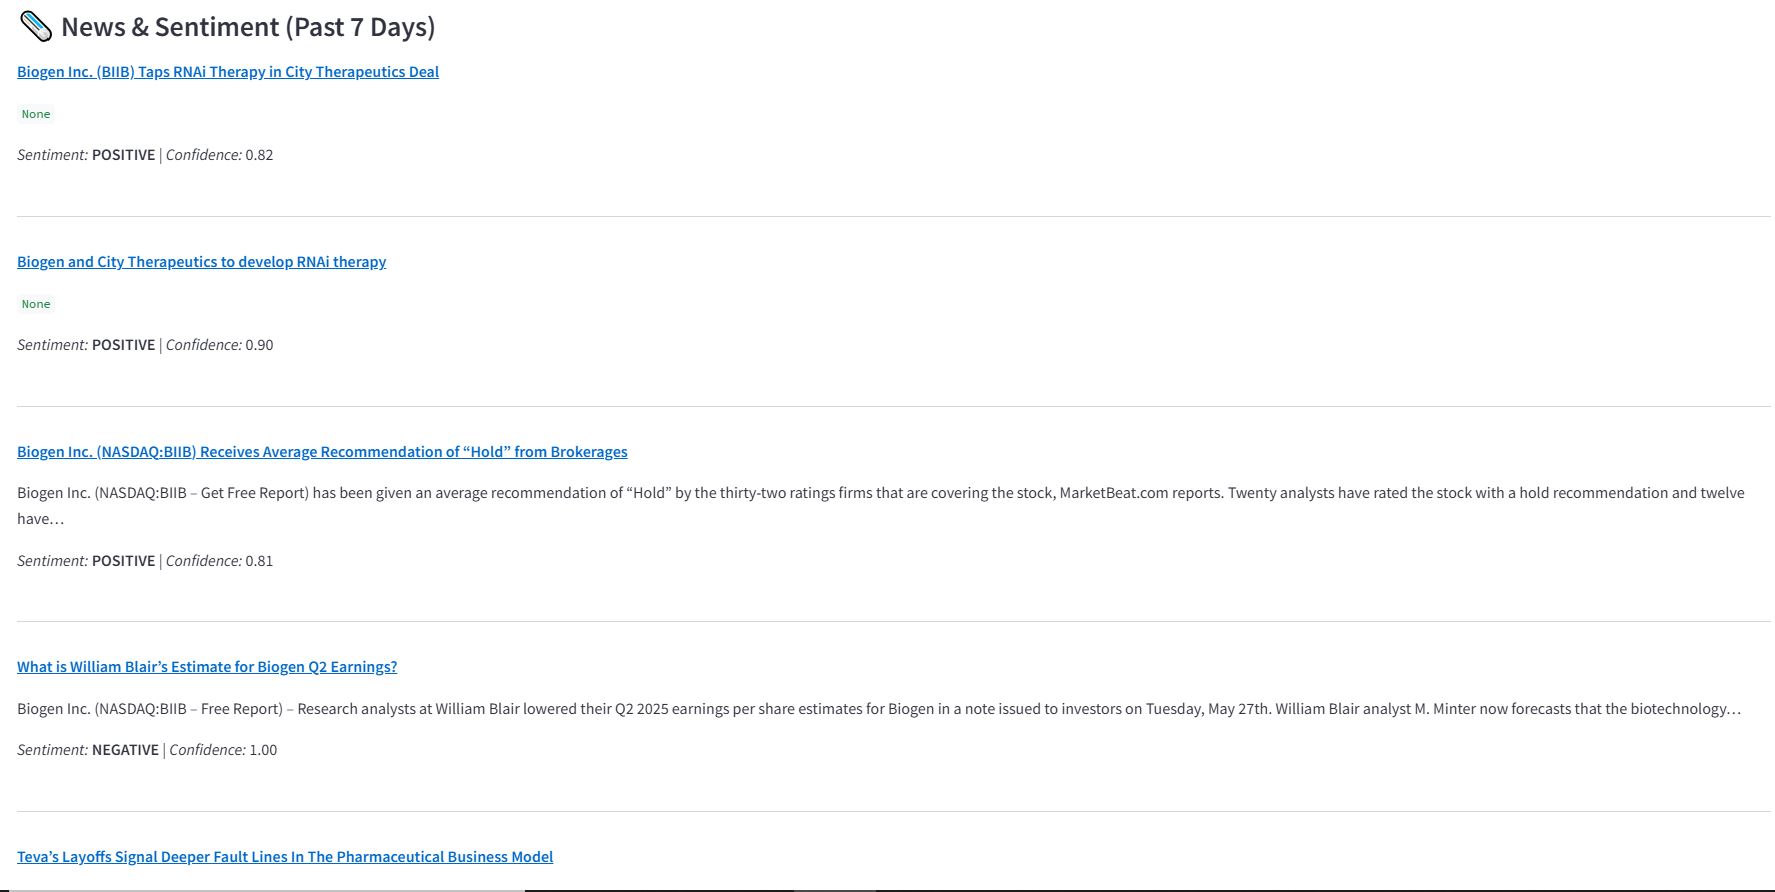 News & Sentiment (Past 7 Days)
Biogen Inc. (BIIB) Taps RNAi Therapy in City Therapeutics Deal
None
Sentiment: POSITIVE | Confidence: 0.82
Biogen and City Therapeutics to develop RNAi therapy
None
Sentiment: POSITIVE | Confidence: 0.90
Biogen Inc. (NASDAQ:BIIB) Receives Average Recommendation of “Hold” from Brokerages
Biogen Inc. (NASDAQ:BIIB – Get Free Report) has been given an average recommendation of “Hold” by the thirty-two ratings firms that are covering the stock, MarketBeat.com reports. Twenty analysts have rated the stock with a hold recommendation and twelve
have…
Sentiment: POSITIVE | Confidence: 0.81
What is William Blair’s Estimate for Biogen Q2 Earnings?
Biogen Inc. (NASDAQ:BIIB – Free Report) – Research analysts at William Blair lowered their Q2 2025 earnings per share estimates for Biogen in a note issued to investors on Tuesday, May 27th. William Blair analyst M. Minter now forecasts that the biotechnology…
Sentiment: NEGATIVE | Confidence: 1.00
Teva’s Layoffs Signal Deeper Fault Lines In The Pharmaceutical Business Model